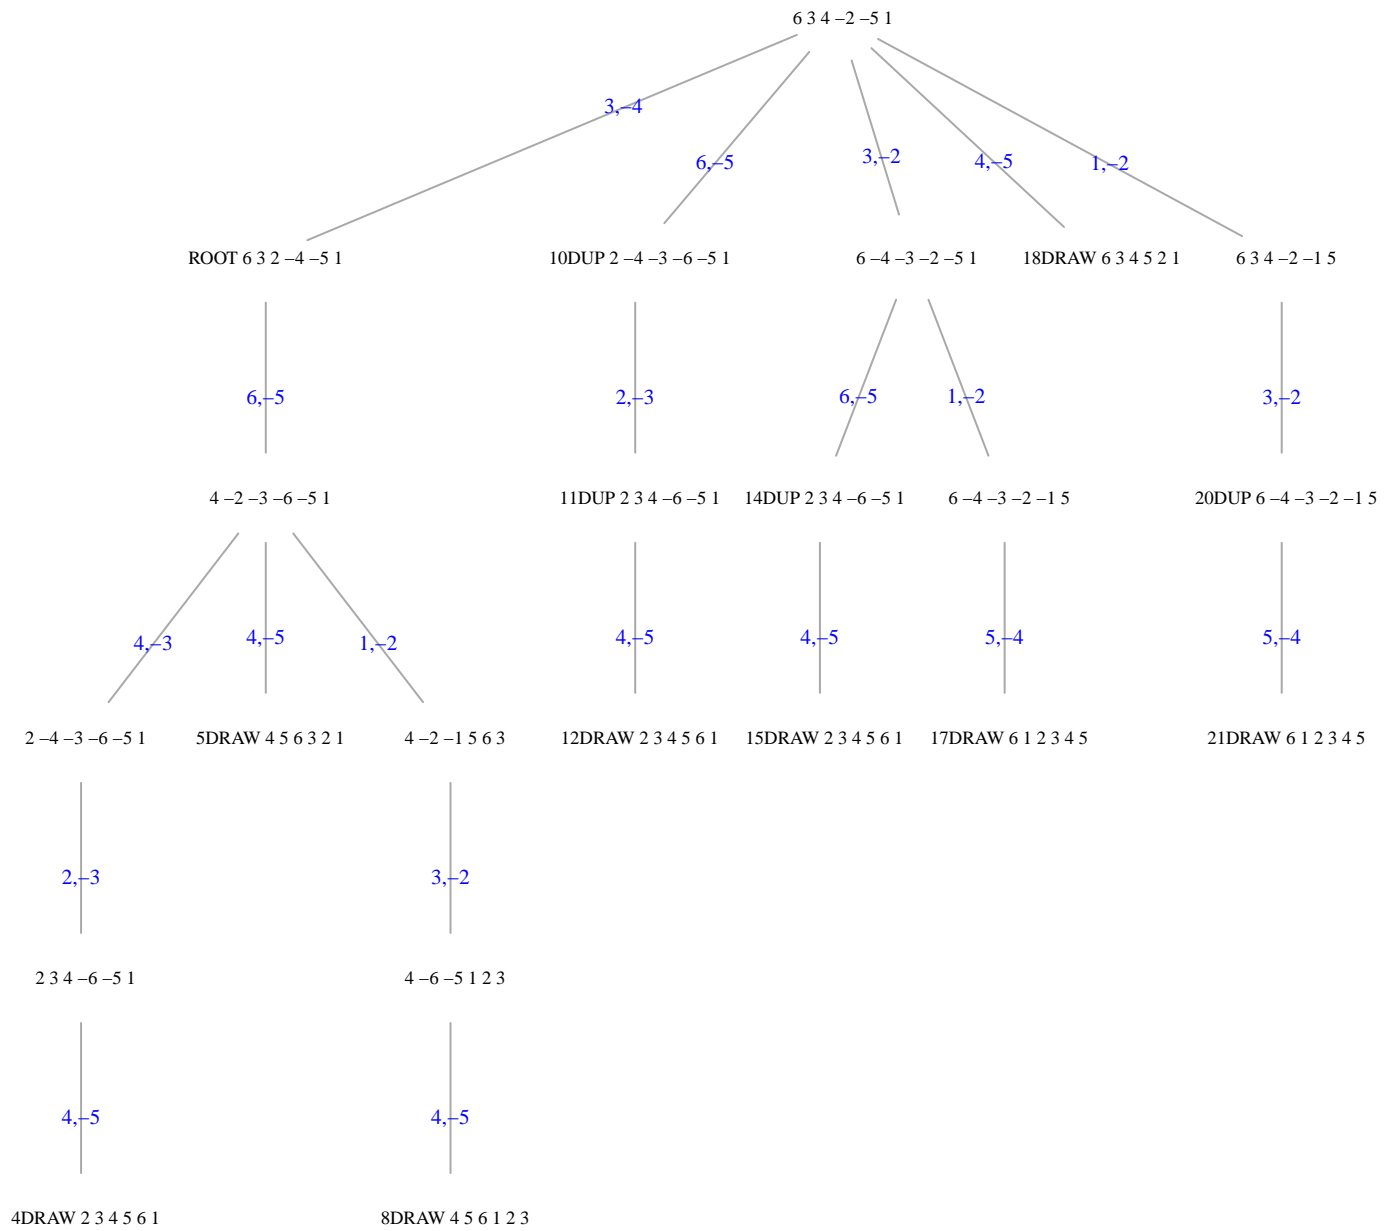 6 3 4 –2 –5 1
3,–4
6,–5
3,–2
4,–5
1,–2
ROOT 6 3 2 –4 –5 1
10DUP 2 –4 –3 –6 –5 1
6 –4 –3 –2 –5 1
18DRAW 6 3 4 5 2 1
6 3 4 –2 –1 5
6,–5
2,–3
6,–5
1,–2
3,–2
4 –2 –3 –6 –5 1
11DUP 2 3 4 –6 –5 1
14DUP 2 3 4 –6 –5 1
6 –4 –3 –2 –1 5
20DUP 6 –4 –3 –2 –1 5
4,–3
4,–5
1,–2
4,–5
4,–5
5,–4
5,–4
2 –4 –3 –6 –5 1
5DRAW 4 5 6 3 2 1
4 –2 –1 5 6 3
12DRAW 2 3 4 5 6 1
15DRAW 2 3 4 5 6 1
17DRAW 6 1 2 3 4 5
21DRAW 6 1 2 3 4 5
2,–3
3,–2
2 3 4 –6 –5 1
4 –6 –5 1 2 3
4,–5
4,–5
4DRAW 2 3 4 5 6 1
8DRAW 4 5 6 1 2 3